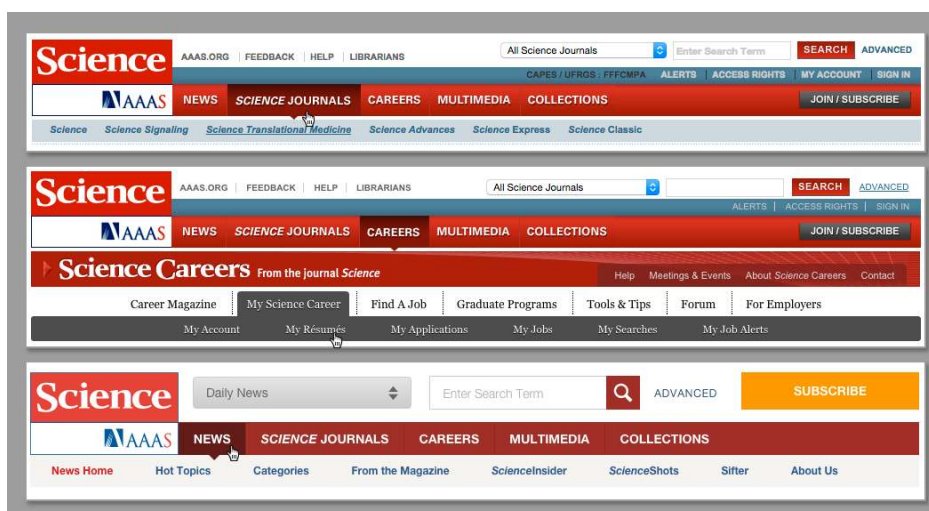 Science AAAS.ORG FEEDBACK HELP LIBRARIANS All Science Journals Enter Search Term SEARCH ADVANCED
CAPES / UFRGS : FFFCMPA ALERTS ACCESS RIGHTS MY ACCOUNT SIGN IN
AAAS NEWS SCIENCE JOURNALS CAREERS MULTIMEDIA COLLECTIONS JOIN / SUBSCRIBE
Science Science Signaling Science Translational Medicine Science Advances Science Express Science Classic
Science AAAS.ORG FEEDBACK HELP LIBRARIANS All Science Journals SEARCH ADVANCED
ALERTS ACCESS RIGHTS SIGN IN
AAAS NEWS SCIENCE JOURNALS CAREERS MULTIMEDIA COLLECTIONS JOIN / SUBSCRIBE
Science Careers From the journal Science Help Meetings & Events About Science Careers Contact
Career Magazine My Science Career Find A Job Graduate Programs Tools & Tips Forum For Employers
My Account My Résumés My Applications My Jobs My Searches My Job Alerts
Science Daily News Enter Search Term ADVANCED SUBSCRIBE
AAAS NEWS SCIENCE JOURNALS CAREERS MULTIMEDIA COLLECTIONS
News Home Hot Topics Categories From the Magazine ScienceInsider ScienceShots Sifter About Us